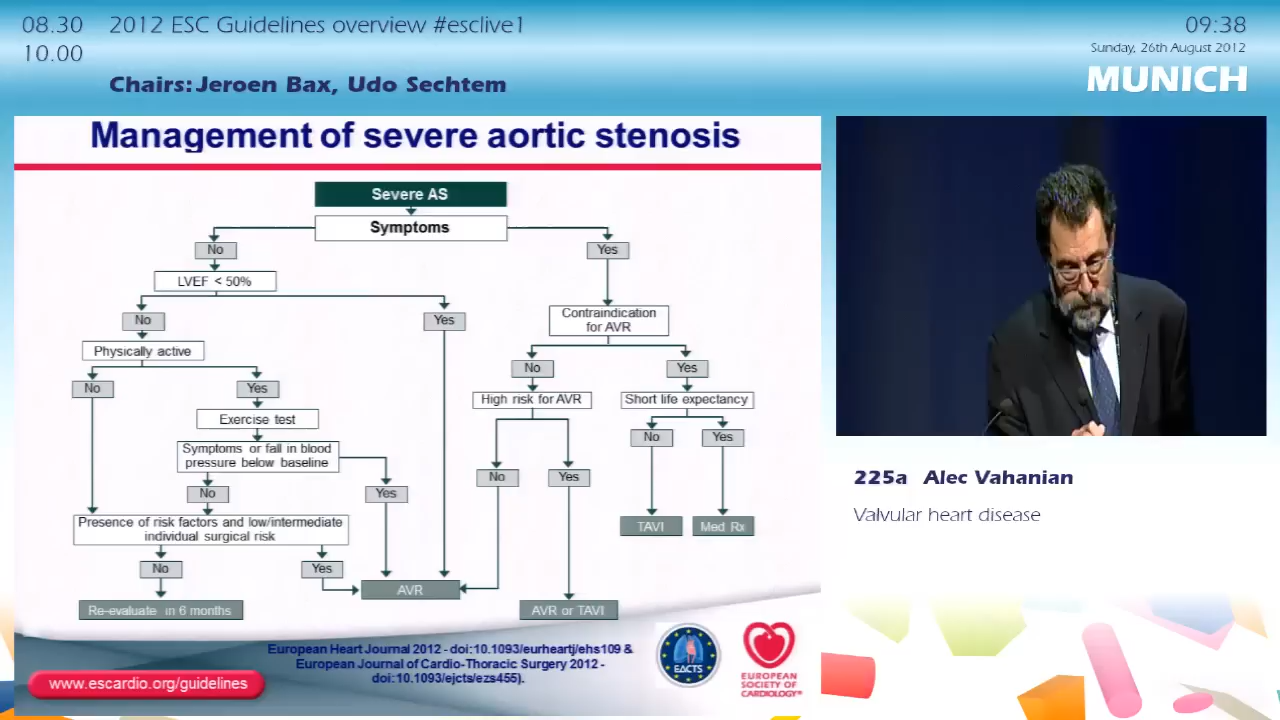 08.30
2012 ESC Guidelines overview #esclive1
09:38
10.00
Sunday, 26th August 2012
Chairs: Jeroen Bax, Udo Sechtem
MUNICH
Management of severe aortic stenosis
Severe AS
Symptoms
No
Yes
LVEF < 50%
No
Yes
Contraindication
for AVR
Physically active
No
Yes
No
Yes
Exercise test
High risk for AVR
Short life expectancy
Symptoms or fall in blood
pressure below baseline
No
Yes
No
Yes
No
Yes
Presence of risk factors and low/intermediate
individual surgical risk
TAVI
Med Rx
No
Yes
AVR
Re-evaluate in 6 months
AVR or TAVI
European Heart Journal 2012 - doi:10.1093/eurheartj/ehs109 &
European Journal of Cardio-Thoracic Surgery 2012 -
doi:10.1093/ejcts/ezs455).
www.escardio.org/guidelines
EACTS
EUROPEAN
SOCIETY OF
CARDIOLOGY®
225a Alec Vahanian
Valvular heart disease